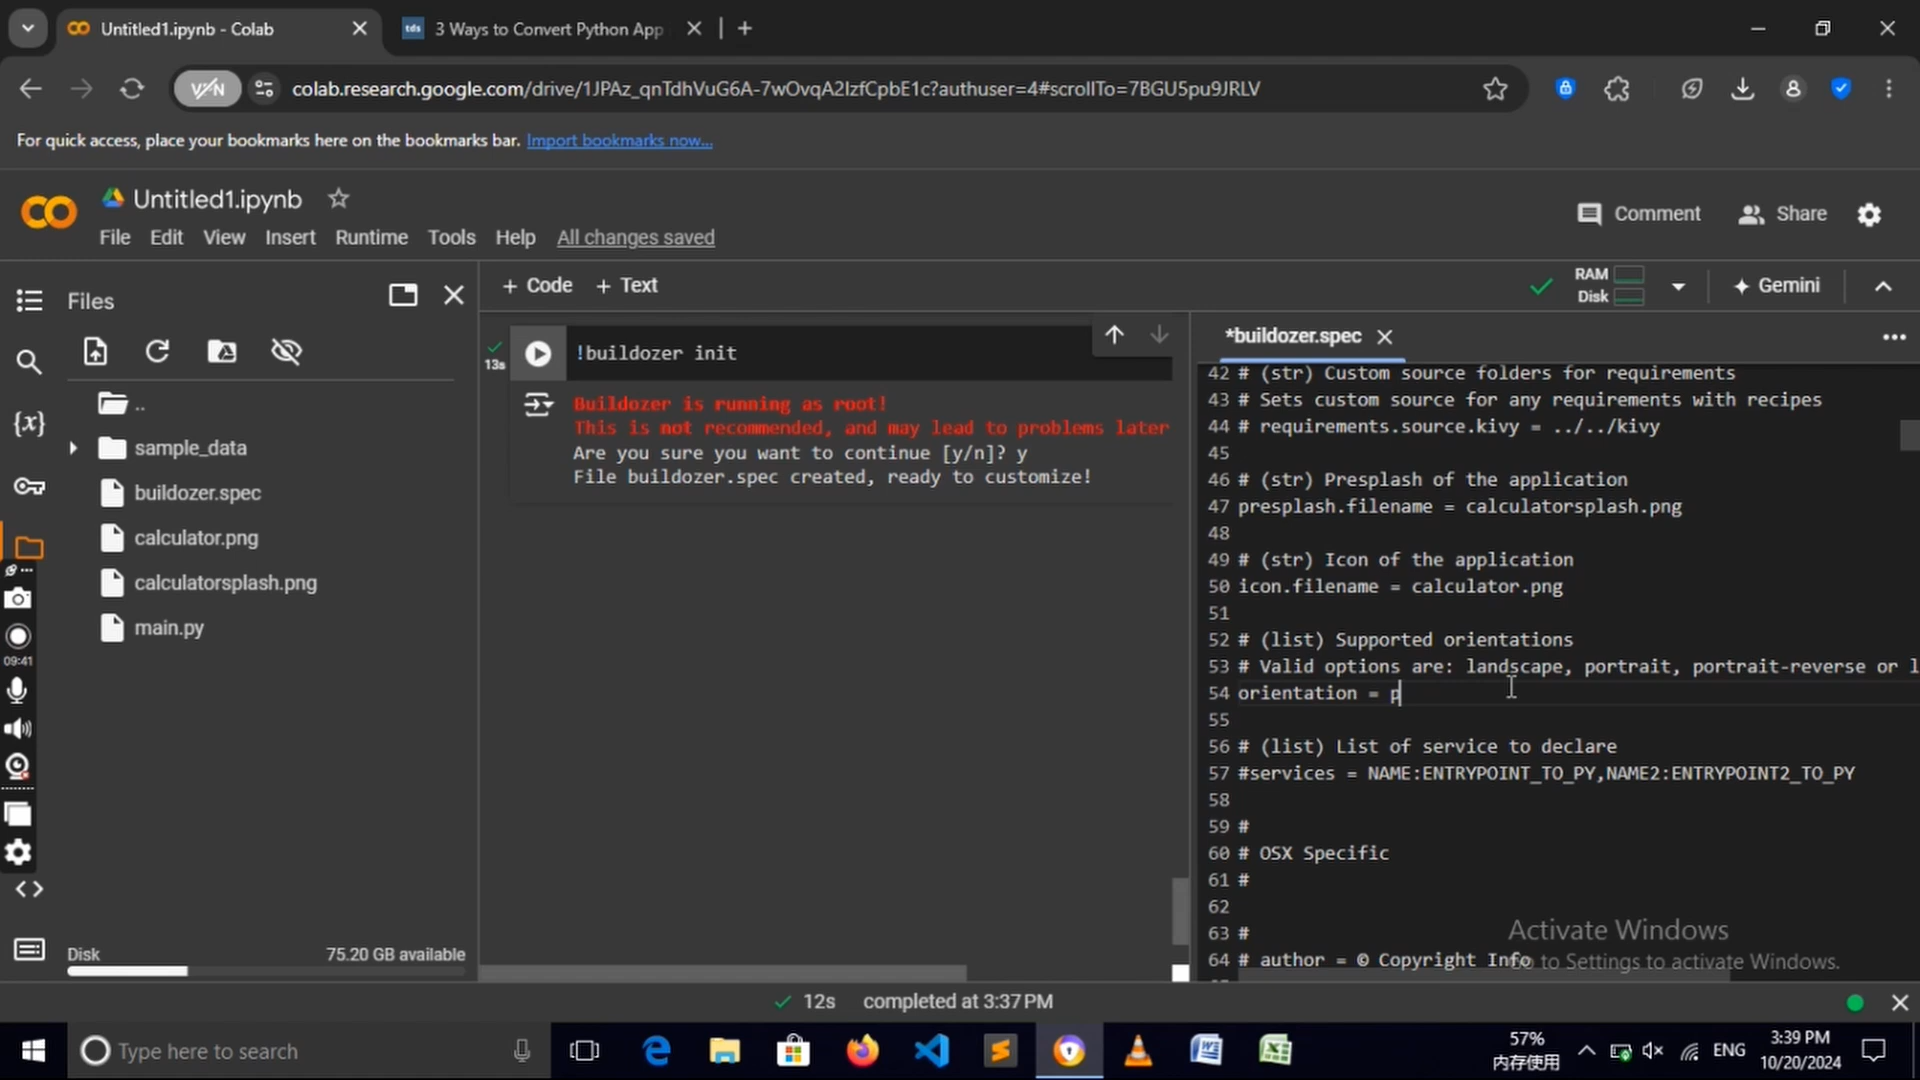 Untitled1.ipynb - Colab
tds 3 Ways to Convert Python App
VPN colab.research.google.com/drive/1JPAz_qnTdhVuG6A-7wOvqA2IzfCpbE1c?authuser=4#scrollTo=7BGU5pu9JRLV
For quick access, place your bookmarks here on the bookmarks bar. Import bookmarks now...
Untitled1.ipynb
Comment Share
File Edit View Insert Runtime Tools Help All changes saved
Files
+ Code + Text
RAM
Disk
Gemini
13s
!buildozer init
Buildozer is running as root!
This is not recommended, and may lead to problems later
Are you sure you want to continue [y/n]? y
File buildozer.spec created, ready to customize!
{x}
..
sample_data
buildozer.spec
calculator.png
calculatorsplash.png
main.py
09:41
Disk 75.20 GB available
*buildozer.spec
42 # (str) Custom source folders for requirements
43 # Sets custom source for any requirements with recipes
44 # requirements.source.kivy = ../../kivy
45
46 # (str) Presplash of the application
47 presplash.filename = calculatorsplash.png
48
49 # (str) Icon of the application
50 icon.filename = calculator.png
51
52 # (list) Supported orientations
53 # Valid options are: landscape, portrait, portrait-reverse or l
54 orientation = p
55
56 # (list) List of service to declare
57 #services = NAME:ENTRYPOINT_TO_PY,NAME2:ENTRYPOINT2_TO_PY
58
59 #
60 # OSX Specific
61 #
62
63 #
64 # author = © Copyright Info
Activate Windows
Go to Settings to activate Windows.
12s completed at 3:37 PM
Type here to search
57%
内存使用
ENG
3:39 PM
10/20/2024